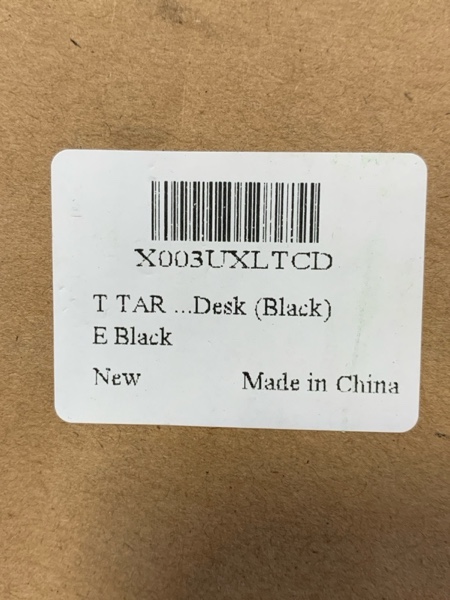 X003UXLTCD
T TAR ...Desk (Black)
E Black
New Made in China